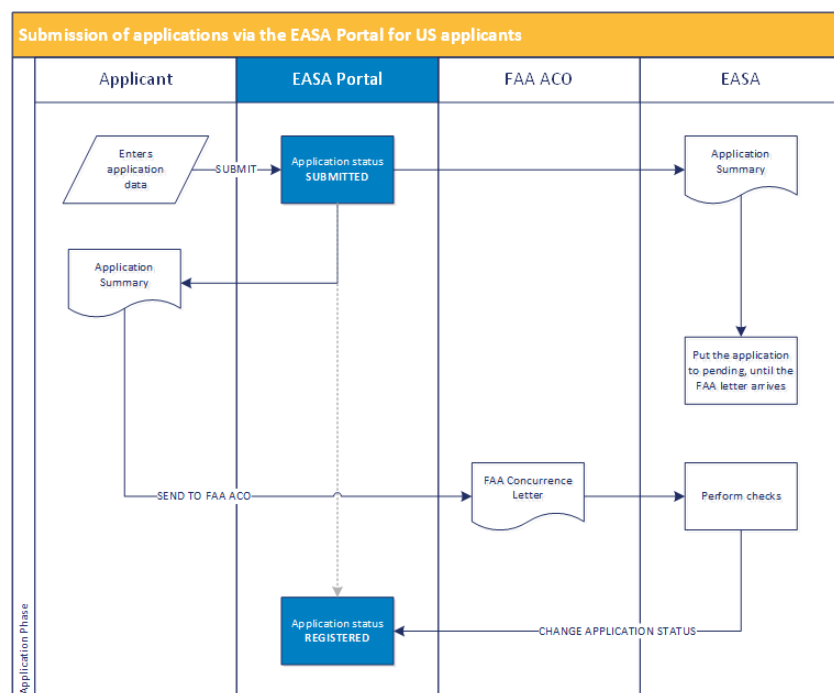 Submission of applications via the EASA Portal for US applicants
Applicant
EASA Portal
FAA ACO
EASA
Enters
application
data
SUBMIT
Application status
SUBMITTED
Application
Summary
Application
Summary
Put the application
to pending, until the
FAA letter arrives
SEND TO FAA ACO
FAA Concurrence
Letter
Perform checks
Application status
REGISTERED
CHANGE APPLICATION STATUS
Application Phase